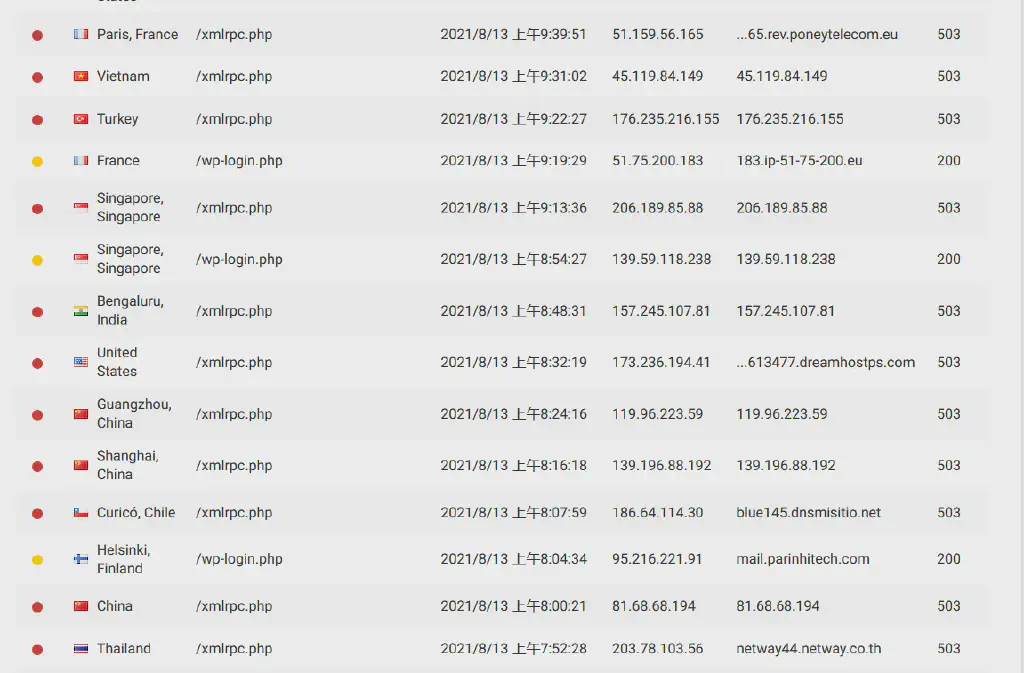 Paris, France /xmlrpc.php 2021/8/13 上午9:39:51 51.159.56.165 ...65.rev.poneytelecom.eu 503
Vietnam /xmlrpc.php 2021/8/13 上午9:31:02 45.119.84.149 45.119.84.149 503
Turkey /xmlrpc.php 2021/8/13 上午9:22:27 176.235.216.155 176.235.216.155 503
France /wp-login.php 2021/8/13 上午9:19:29 51.75.200.183 183.ip-51-75-200.eu 200
Singapore,
Singapore /xmlrpc.php 2021/8/13 上午9:13:36 206.189.85.88 206.189.85.88 503
Singapore,
Singapore /wp-login.php 2021/8/13 上午8:54:27 139.59.118.238 139.59.118.238 200
Bengaluru,
India /xmlrpc.php 2021/8/13 上午8:48:31 157.245.107.81 157.245.107.81 503
United
States /xmlrpc.php 2021/8/13 上午8:32:19 173.236.194.41 ...613477.dreamhostps.com 503
Guangzhou,
China /xmlrpc.php 2021/8/13 上午8:24:16 119.96.223.59 119.96.223.59 503
Shanghai,
China /xmlrpc.php 2021/8/13 上午8:16:18 139.196.88.192 139.196.88.192 503
Curicó, Chile /xmlrpc.php 2021/8/13 上午8:07:59 186.64.114.30 blue145.dnsmisitio.net 503
Helsinki,
Finland /wp-login.php 2021/8/13 上午8:04:34 95.216.221.91 mail.parinhitech.com 200
China /xmlrpc.php 2021/8/13 上午8:00:21 81.68.68.194 81.68.68.194 503
Thailand /xmlrpc.php 2021/8/13 上午7:52:28 203.78.103.56 netway44.netway.co.th 503